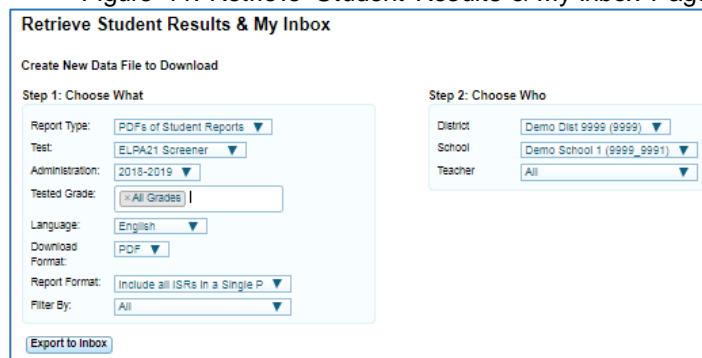 Retrieve Student Results & My Inbox
Create New Data File to Download
Step 1: Choose What
Report Type: PDFs of Student Reports
Test: ELPA21 Screener
Administration: 2018-2019
Tested Grade: ×All Grades
Language: English
Download Format: PDF
Report Format: Include all ISRs in a Single P
Filter By: All
Export to Inbox
Step 2: Choose Who
District Demo Dist 9999 (9999)
School Demo School 1 (9999_9991)
Teacher All